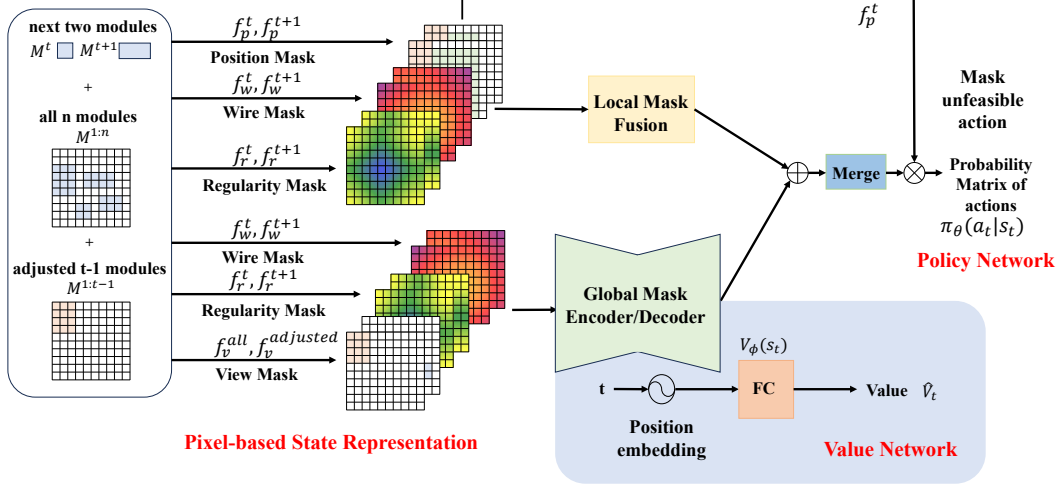 next two modules
M^t M^{t+1}
+
all n modules
M^{1:n}
+
adjusted t-1 modules
M^{1:t−1}
f_p^t, f_p^{t+1}
Position Mask
f_w^t, f_w^{t+1}
Wire Mask
f_r^t, f_r^{t+1}
Regularity Mask
f_w^t, f_w^{t+1}
Wire Mask
f_r^t, f_r^{t+1}
Regularity Mask
f_v^{all}, f_v^{adjusted}
View Mask
Pixel-based State Representation
Local Mask
Fusion
Global Mask
Encoder/Decoder
Merge
f_p^t
Mask
unfeasible
action
Probability
Matrix of
actions
π_θ(a_t|s_t)
Policy Network
t
Position
embedding
V_ϕ(s_t)
FC
Value V̂_t
Value Network